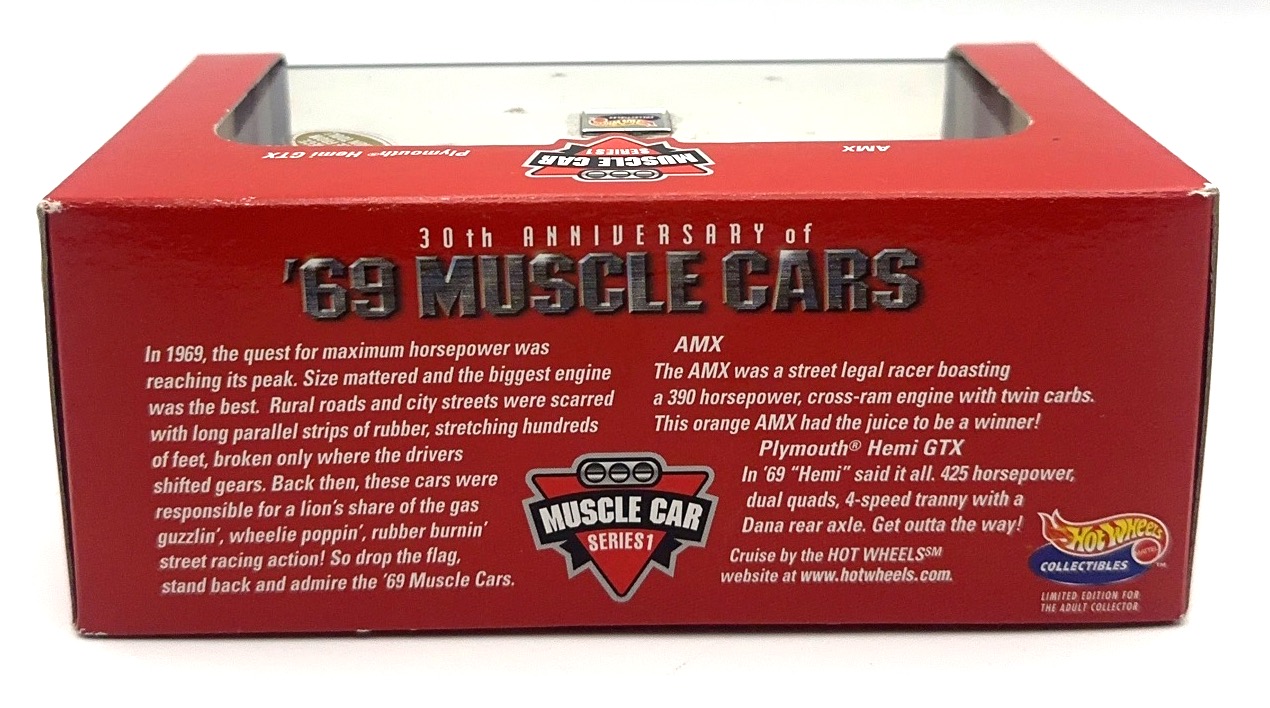 Plymouth® Hemi GTX
AMX
MUSCLE CAR
SERIES 1
30th ANNIVERSARY of
'69 MUSCLE CARS
In 1969, the quest for maximum horsepower was
reaching its peak. Size mattered and the biggest engine
was the best. Rural roads and city streets were scarred
with long parallel strips of rubber, stretching hundreds
of feet, broken only where the drivers
shifted gears. Back then, these cars were
responsible for a lion's share of the gas
guzzlin', wheelie poppin', rubber burnin'
street racing action! So drop the flag,
stand back and admire the '69 Muscle Cars.
MUSCLE CAR
SERIES 1
AMX
The AMX was a street legal racer boasting
a 390 horsepower, cross-ram engine with twin carbs.
This orange AMX had the juice to be a winner!
Plymouth® Hemi GTX
In '69 "Hemi" said it all. 425 horsepower,
dual quads, 4-speed tranny with a
Dana rear axle. Get outta the way!
Cruise by the HOT WHEELS℠
website at www.hotwheels.com.
HOT WHEELS
COLLECTIBLES™
LIMITED EDITION FOR
THE ADULT COLLECTOR